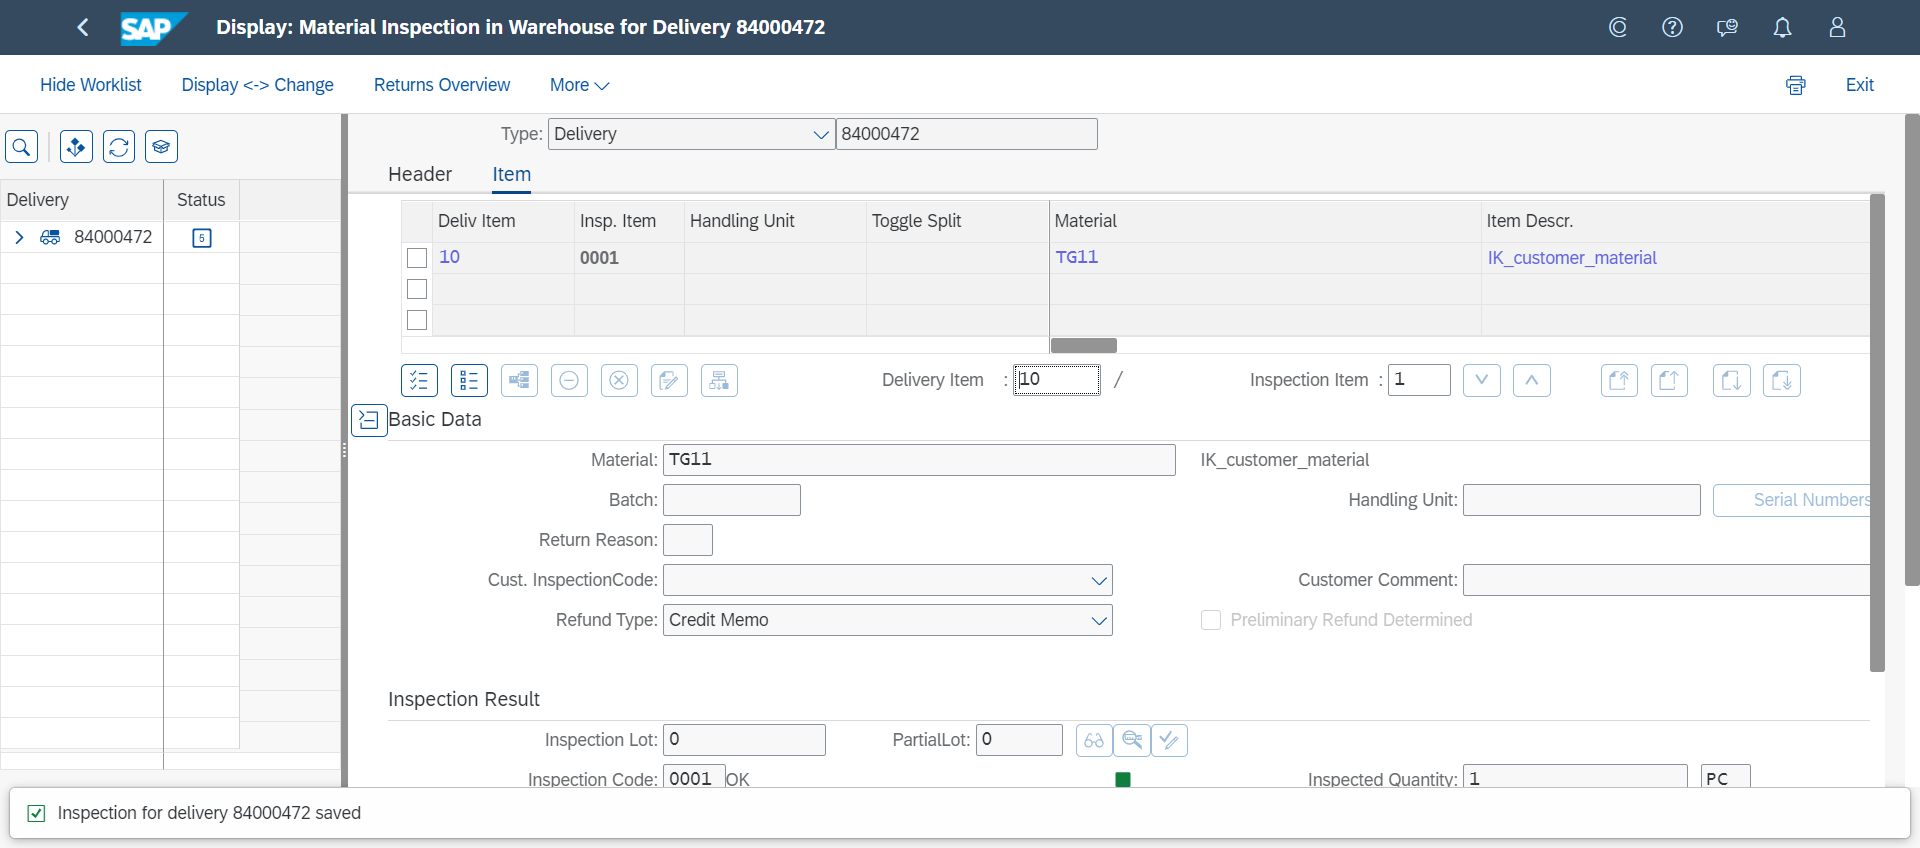 SAP Display: Material Inspection in Warehouse for Delivery 84000472
Hide Worklist Display <-> Change Returns Overview More Exit
Type: Delivery 84000472
Header Item
Delivery Status
84000472 5
Deliv Item Insp. Item Handling Unit Toggle Split Material Item Descr.
10 0001 TG11 IK_customer_material
Delivery Item : 10 / Inspection Item : 1
Basic Data
Material: TG11 IK_customer_material
Batch: Handling Unit: Serial Numbers
Return Reason:
Cust. InspectionCode: Customer Comment:
Refund Type: Credit Memo Preliminary Refund Determined
Inspection Result
Inspection Lot: 0 PartialLot: 0
Inspection Code: 0001 OK Inspected Quantity: 1 PC
Inspection for delivery 84000472 saved